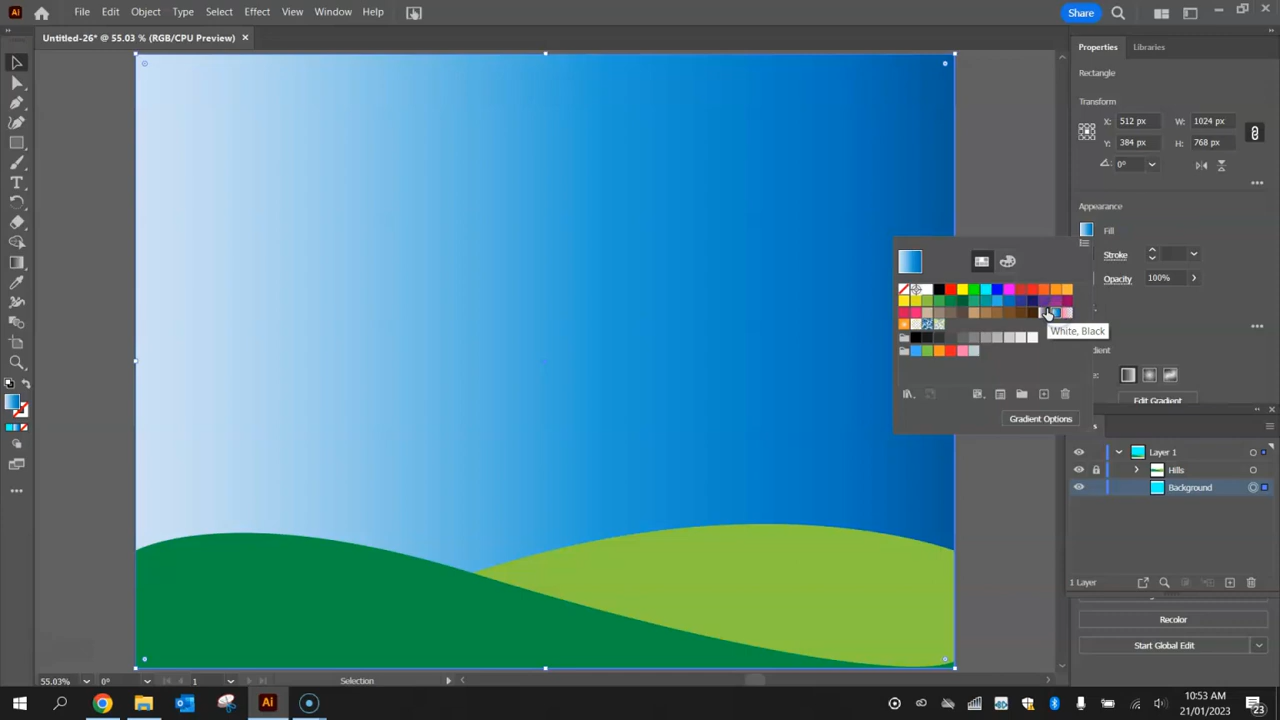 Ai File Edit Object Type Select Effect View Window Help Share
Untitled-26* @ 55.03 % (RGB/CPU Preview) ×
Properties Libraries
Rectangle
Transform
X: 512 px W: 1024 px
Y: 384 px H: 768 px
0°
Appearance
Fill
Stroke
Opacity 100%
White, Black
Edit Gradient
Gradient Options
Layer 1
Hills
Background
1 Layer
Recolor
Start Global Edit
55.03% 0° 1 Selection
Ai 10:53 AM
21/01/2023
23